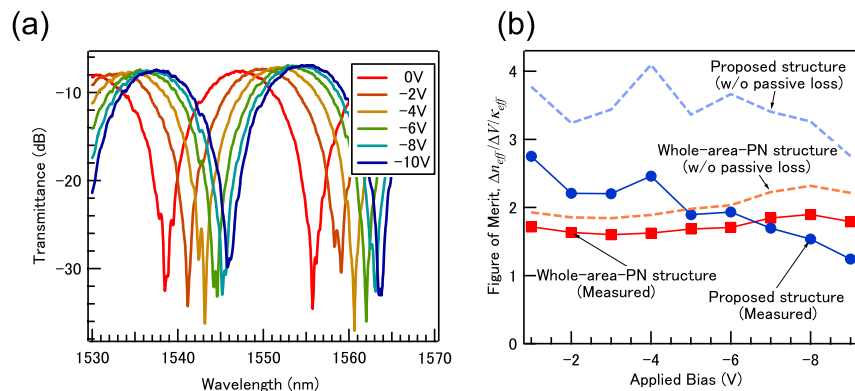 (a)
(b)
Transmittance (dB)
-10
-20
-30
0V
-2V
-4V
-6V
-8V
-10V
1530
1540
1550
1560
1570
Wavelength (nm)
Figure of Merit, Δn_eff/ΔV/κ_eff
4
3
2
1
0
Proposed structure
(w/o passive loss)
Whole-area-PN structure
(w/o passive loss)
Whole-area-PN structure
(Measured)
Proposed structure
(Measured)
-2
-4
-6
-8
Applied Bias (V)